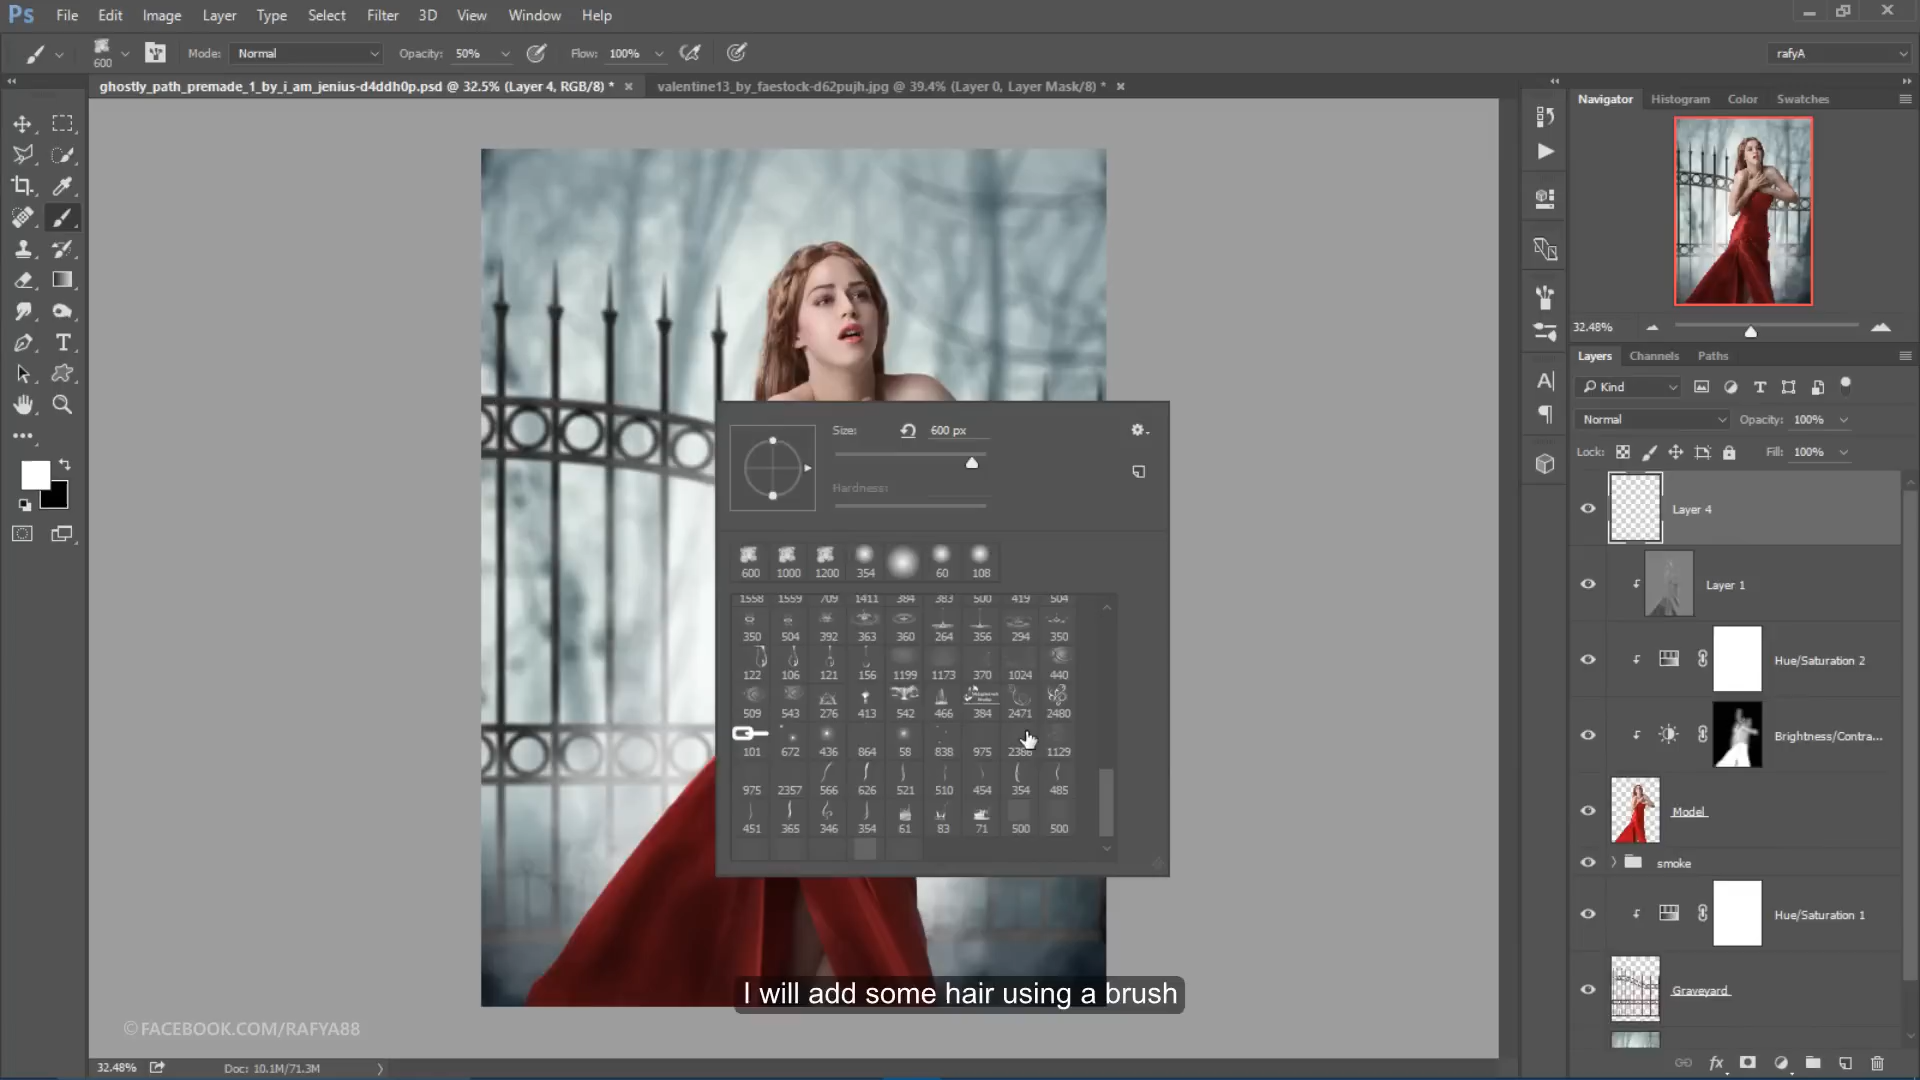 Ps File Edit Image Layer Type Select Filter 3D View Window Help
600 Mode: Normal Opacity: 50% Flow: 100% rafyA
ghostly_path_premade_1_by_i_am_jenius-d4ddh0p.psd @ 32.5% (Layer 4, RGB/8) * × valentine13_by_faestock-d62pujh.jpg @ 39.4% (Layer 0, Layer Mask/8) * ×
Navigator Histogram Color Swatches
32.48%
Layers Channels Paths
Kind
Normal Opacity: 100%
Lock: Fill: 100%
Layer 4
Layer 1
Hue/Saturation 2
Brightness/Contra...
Model
smoke
Hue/Saturation 1
Graveyard
Size: 600 px
Hardness:
600 1000 1200 354 60 108
1558 1559 709 1411 384 383 500 419 504
350 504 392 363 360 264 356 294 350
122 106 121 156 1199 1173 370 1024 440
509 543 276 413 542 466 384 2471 2480
101 672 436 864 58 838 975 2386 1129
975 2357 566 626 521 510 454 354 485
451 365 346 354 61 83 71 500 500
I will add some hair using a brush
©FACEBOOK.COM/RAFYA88
32.48% Doc: 10.1M/71.3M